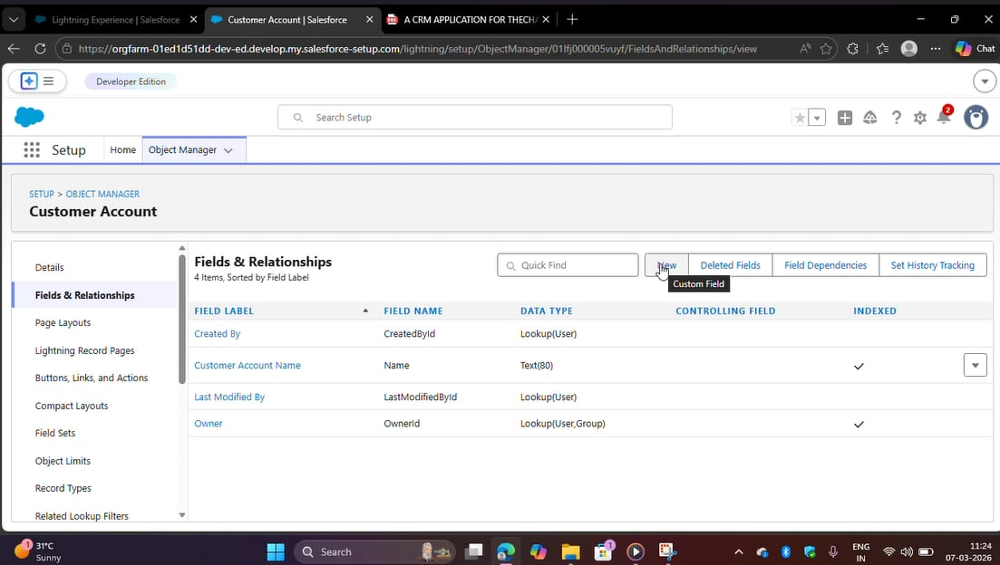 Lightning Experience | Salesforce
Customer Account | Salesforce
A CRM APPLICATION FOR THECHA
https://orgfarm-01ed1d51dd-dev-ed.develop.my.salesforce-setup.com/lightning/setup/ObjectManager/01Ifj000005vuyf/FieldsAndRelationships/view
Chat
Developer Edition
Search Setup
2
Setup
Home
Object Manager
SETUP > OBJECT MANAGER
Customer Account
Details
Fields & Relationships
Page Layouts
Lightning Record Pages
Buttons, Links, and Actions
Compact Layouts
Field Sets
Object Limits
Record Types
Related Lookup Filters
Fields & Relationships
4 Items, Sorted by Field Label
Quick Find
New
Deleted Fields
Field Dependencies
Set History Tracking
Custom Field
FIELD LABEL FIELD NAME DATA TYPE CONTROLLING FIELD INDEXED
Created By CreatedById Lookup(User)
Customer Account Name Name Text(80)
Last Modified By LastModifiedById Lookup(User)
Owner OwnerId Lookup(User,Group)
1
31°C
Sunny
Search
1
ENG
IN
11:24
07-03-2026